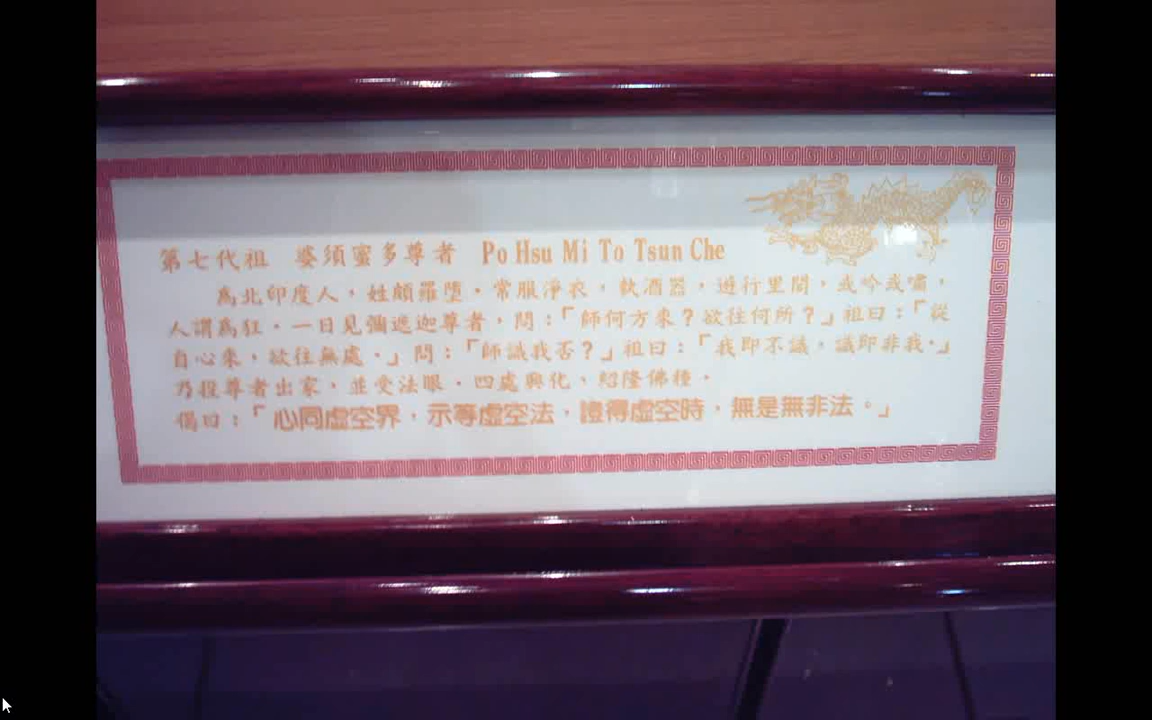 第七代祖 婆須蜜多尊者 Po Hsu Mi To Tsun Che
為北印度人，姓頗羅墮。常服淨衣，執酒器，遊行里閈，或吟或嘯，
人謂為狂。一日見彌遮迦尊者，問：「師何方來？欲往何所？」祖曰：「從
自心來，欲往無處。」問：「師識我否？」祖曰：「我即不識，識即非我。」
乃投尊者出家，並受法眼。四處興化，紹隆佛種。
偈曰：「心同虛空界，示等虛空法，證得虛空時，無是無非法。」